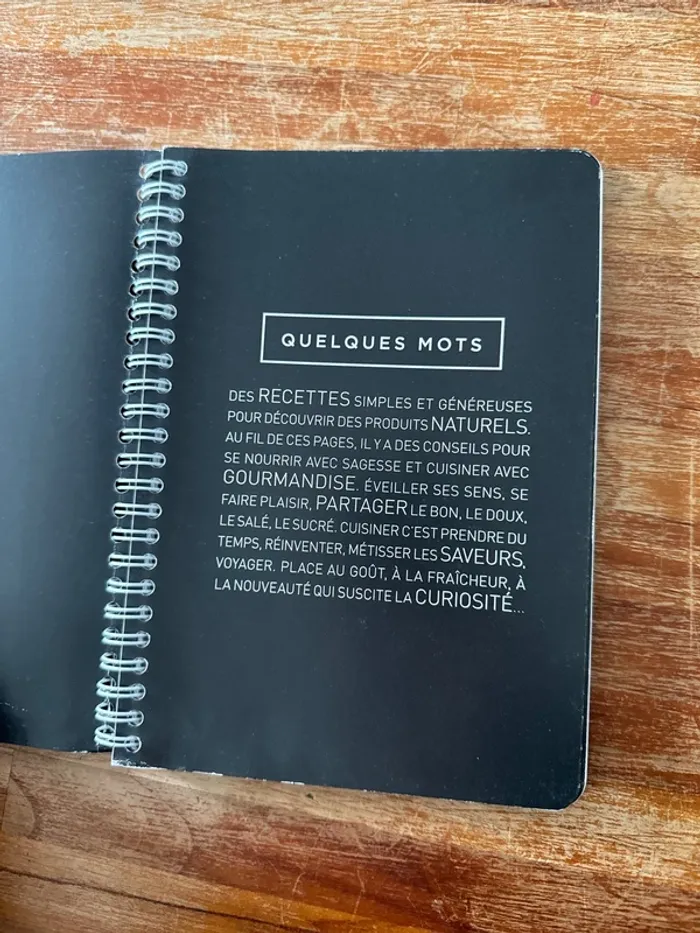 QUELQUES MOTS
DES RECETTES SIMPLES ET GÉNÉREUSES
POUR DÉCOUVRIR DES PRODUITS NATURELS.
AU FIL DE CES PAGES, IL Y A DES CONSEILS POUR
SE NOURRIR AVEC SAGESSE ET CUISINER AVEC
GOURMANDISE. ÉVEILLER SES SENS, SE
FAIRE PLAISIR, PARTAGER LE BON, LE DOUX,
LE SALÉ, LE SUCRÉ. CUISINER C'EST PRENDRE DU
TEMPS, RÉINVENTER, MÉTISSER LES SAVEURS,
VOYAGER. PLACE AU GOÛT, À LA FRAÎCHEUR, À
LA NOUVEAUTÉ QUI SUSCITE LA CURIOSITÉ...